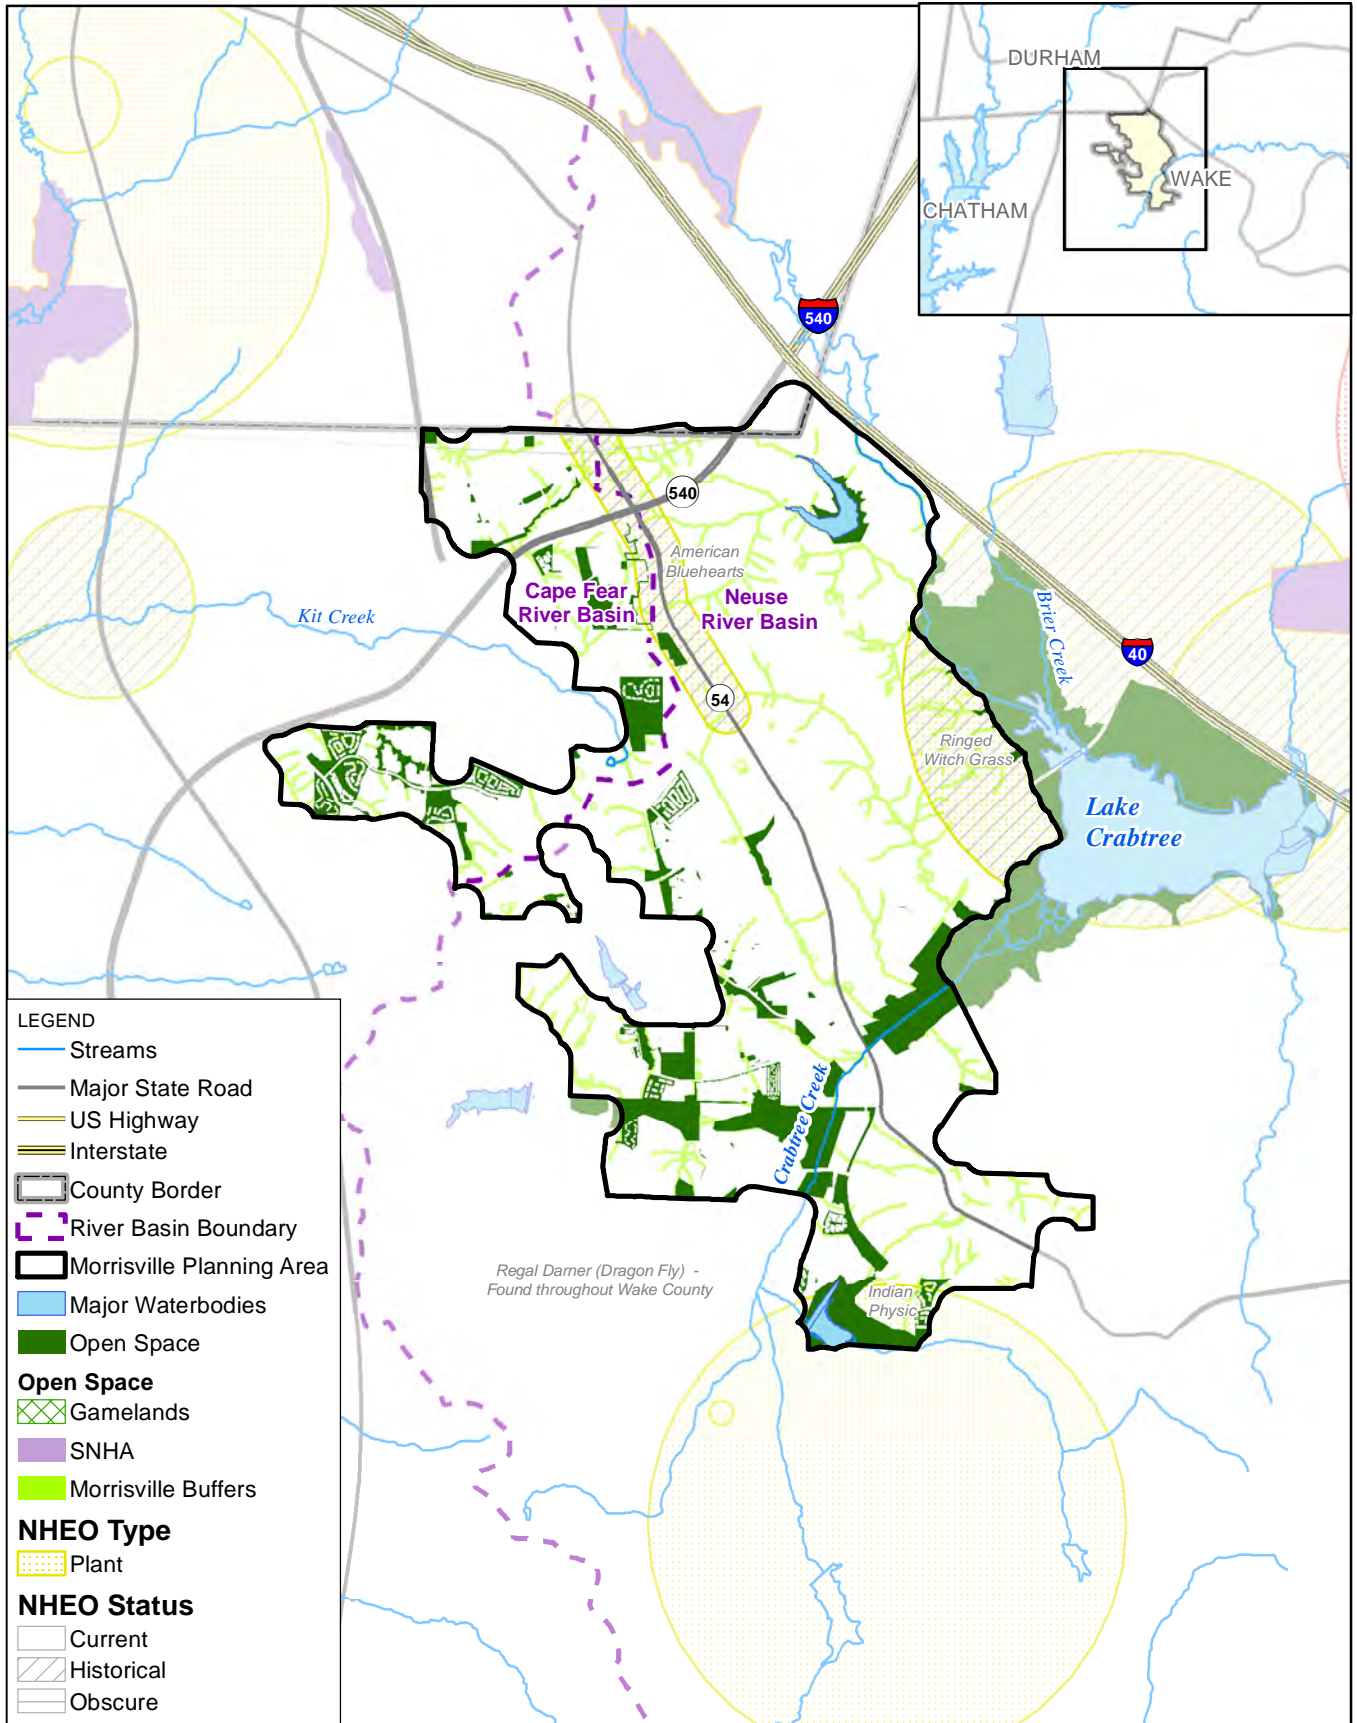 DURHAM
WAKE
CHATHAM
540
540
American
Bluehearts
Cape Fear
River Basin
Neuse
River Basin
Kit Creek
Brier Creek
40
54
Ringed
Witch Grass
Lake
Crabtree
Crabtree Creek
Regal Darner (Dragon Fly) -
Found throughout Wake County
Indian
Physic
LEGEND
Streams
Major State Road
US Highway
Interstate
County Border
River Basin Boundary
Morrisville Planning Area
Major Waterbodies
Open Space
Open Space
Gamelands
SNHA
Morrisville Buffers
NHEO Type
Plant
NHEO Status
Current
Historical
Obscure